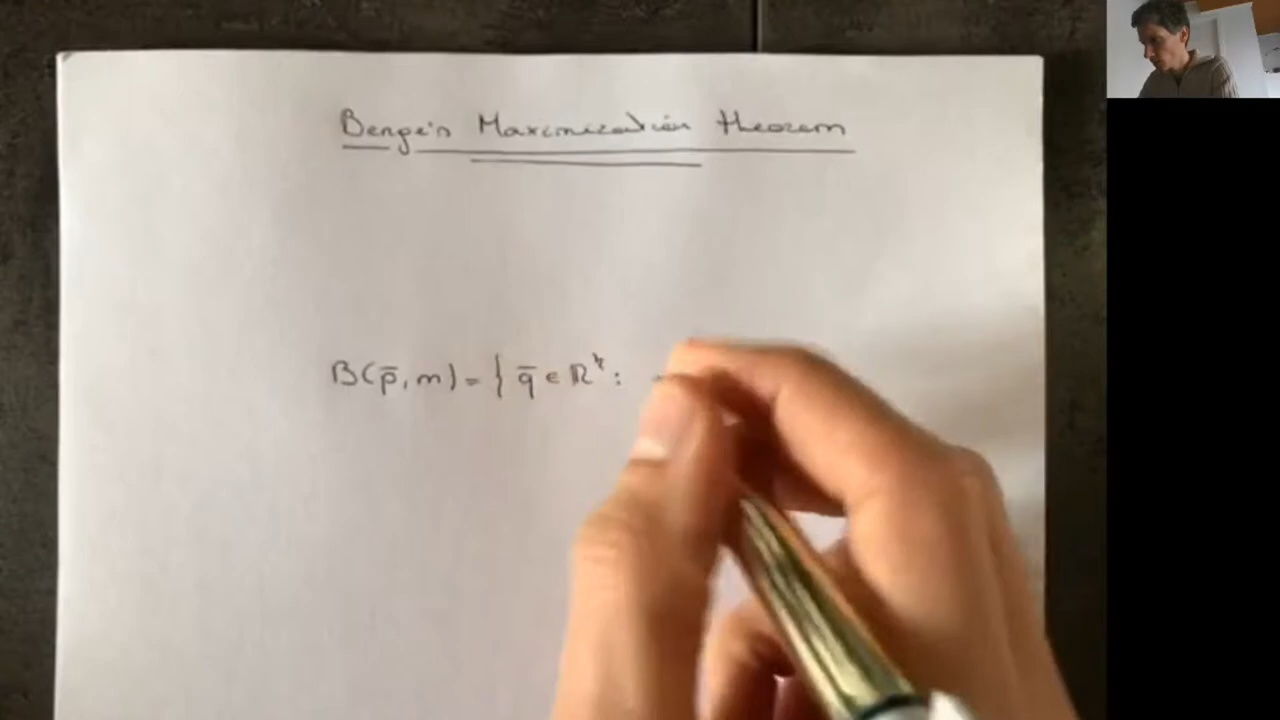 Berge's Maximization theorem
B(p̄, m) = { q̄ ∈ ℝᵏ :